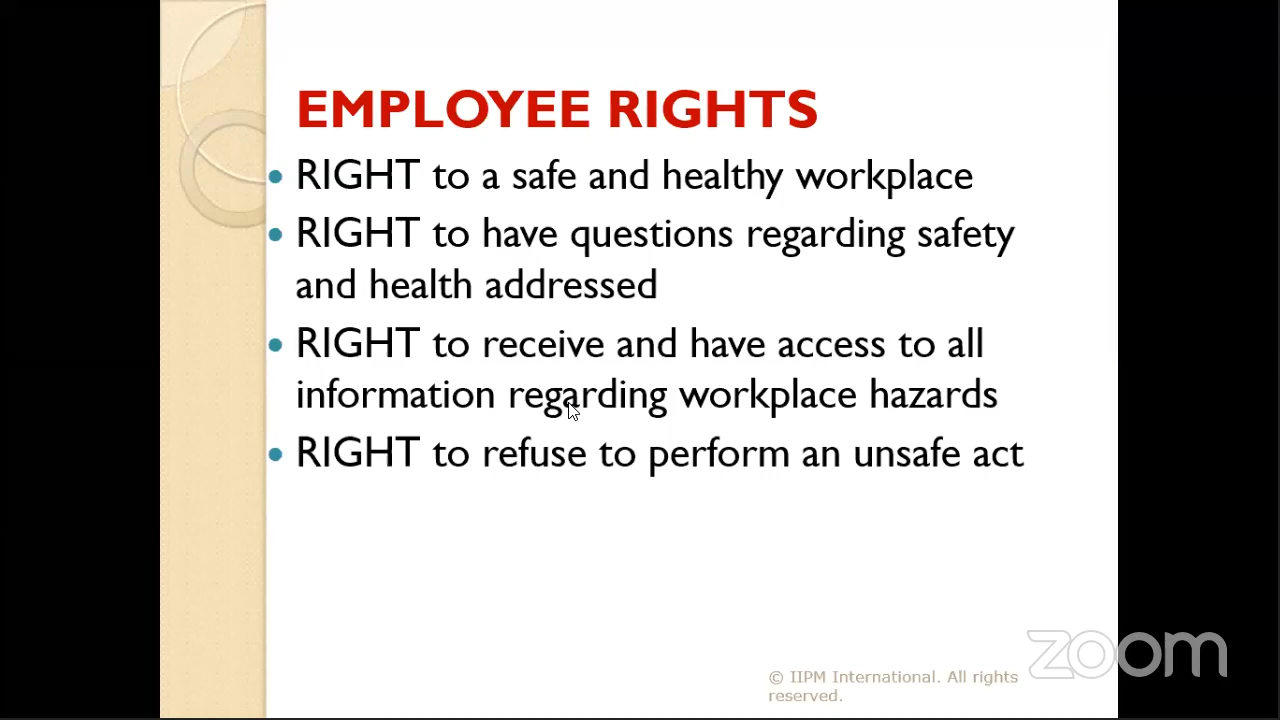 EMPLOYEE RIGHTS
• RIGHT to a safe and healthy workplace
• RIGHT to have questions regarding safety
and health addressed
• RIGHT to receive and have access to all
information regarding workplace hazards
• RIGHT to refuse to perform an unsafe act
zoom
© IIPM International. All rights
reserved.